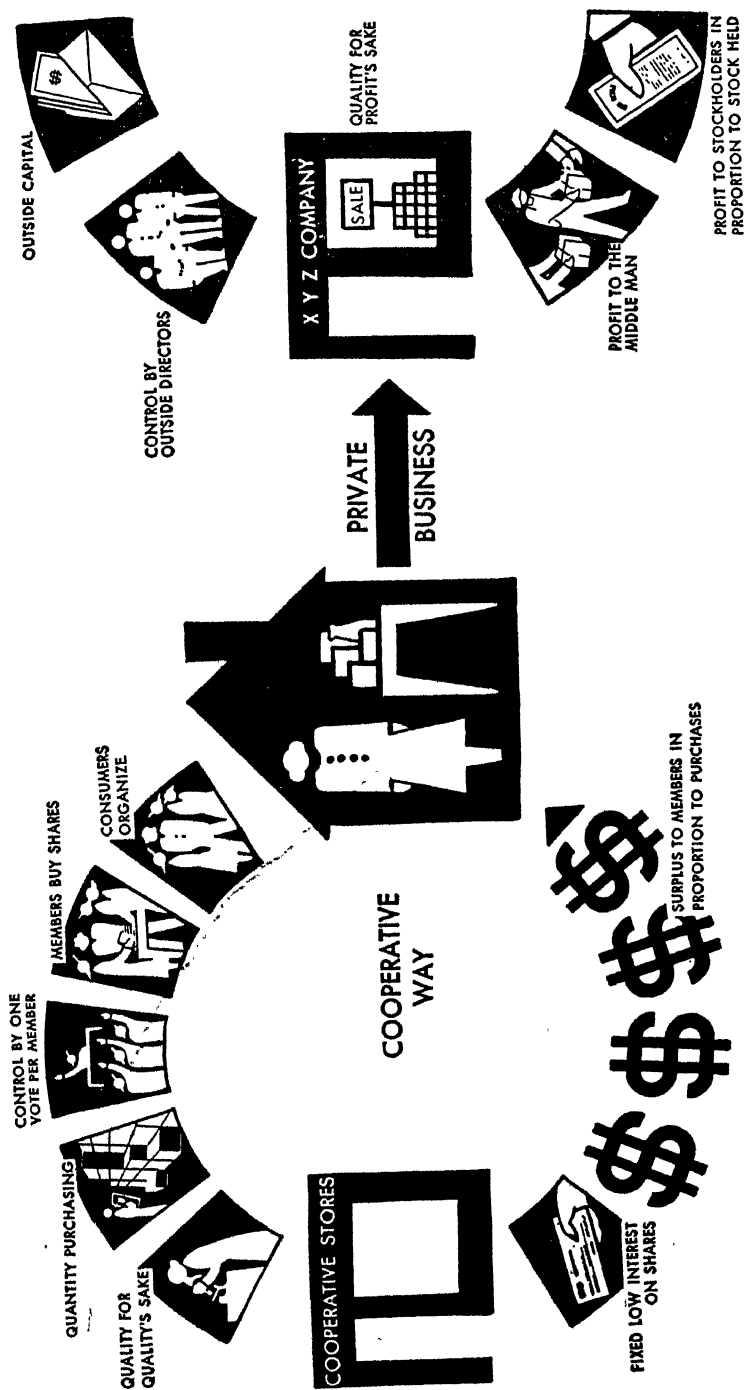 CONTROL BY ONE
VOTE PER MEMBER
MEMBERS BUY SHARES
QUANTITY PURCHASING
CONSUMERS
ORGANIZE
QUALITY FOR
QUALITY'S SAKE
COOPERATIVE STORES
COOPERATIVE
WAY
FIXED LOW INTEREST
ON SHARES
$ $ $ $
SURPLUS TO MEMBERS IN
PROPORTION TO PURCHASES
PRIVATE
BUSINESS
OUTSIDE CAPITAL
$
CONTROL BY
OUTSIDE DIRECTORS
X Y Z COMPANY
SALE
QUALITY FOR
PROFIT'S SAKE
PROFIT TO THE
MIDDLE MAN
PROFIT TO STOCKHOLDERS IN
PROPORTION TO STOCK HELD